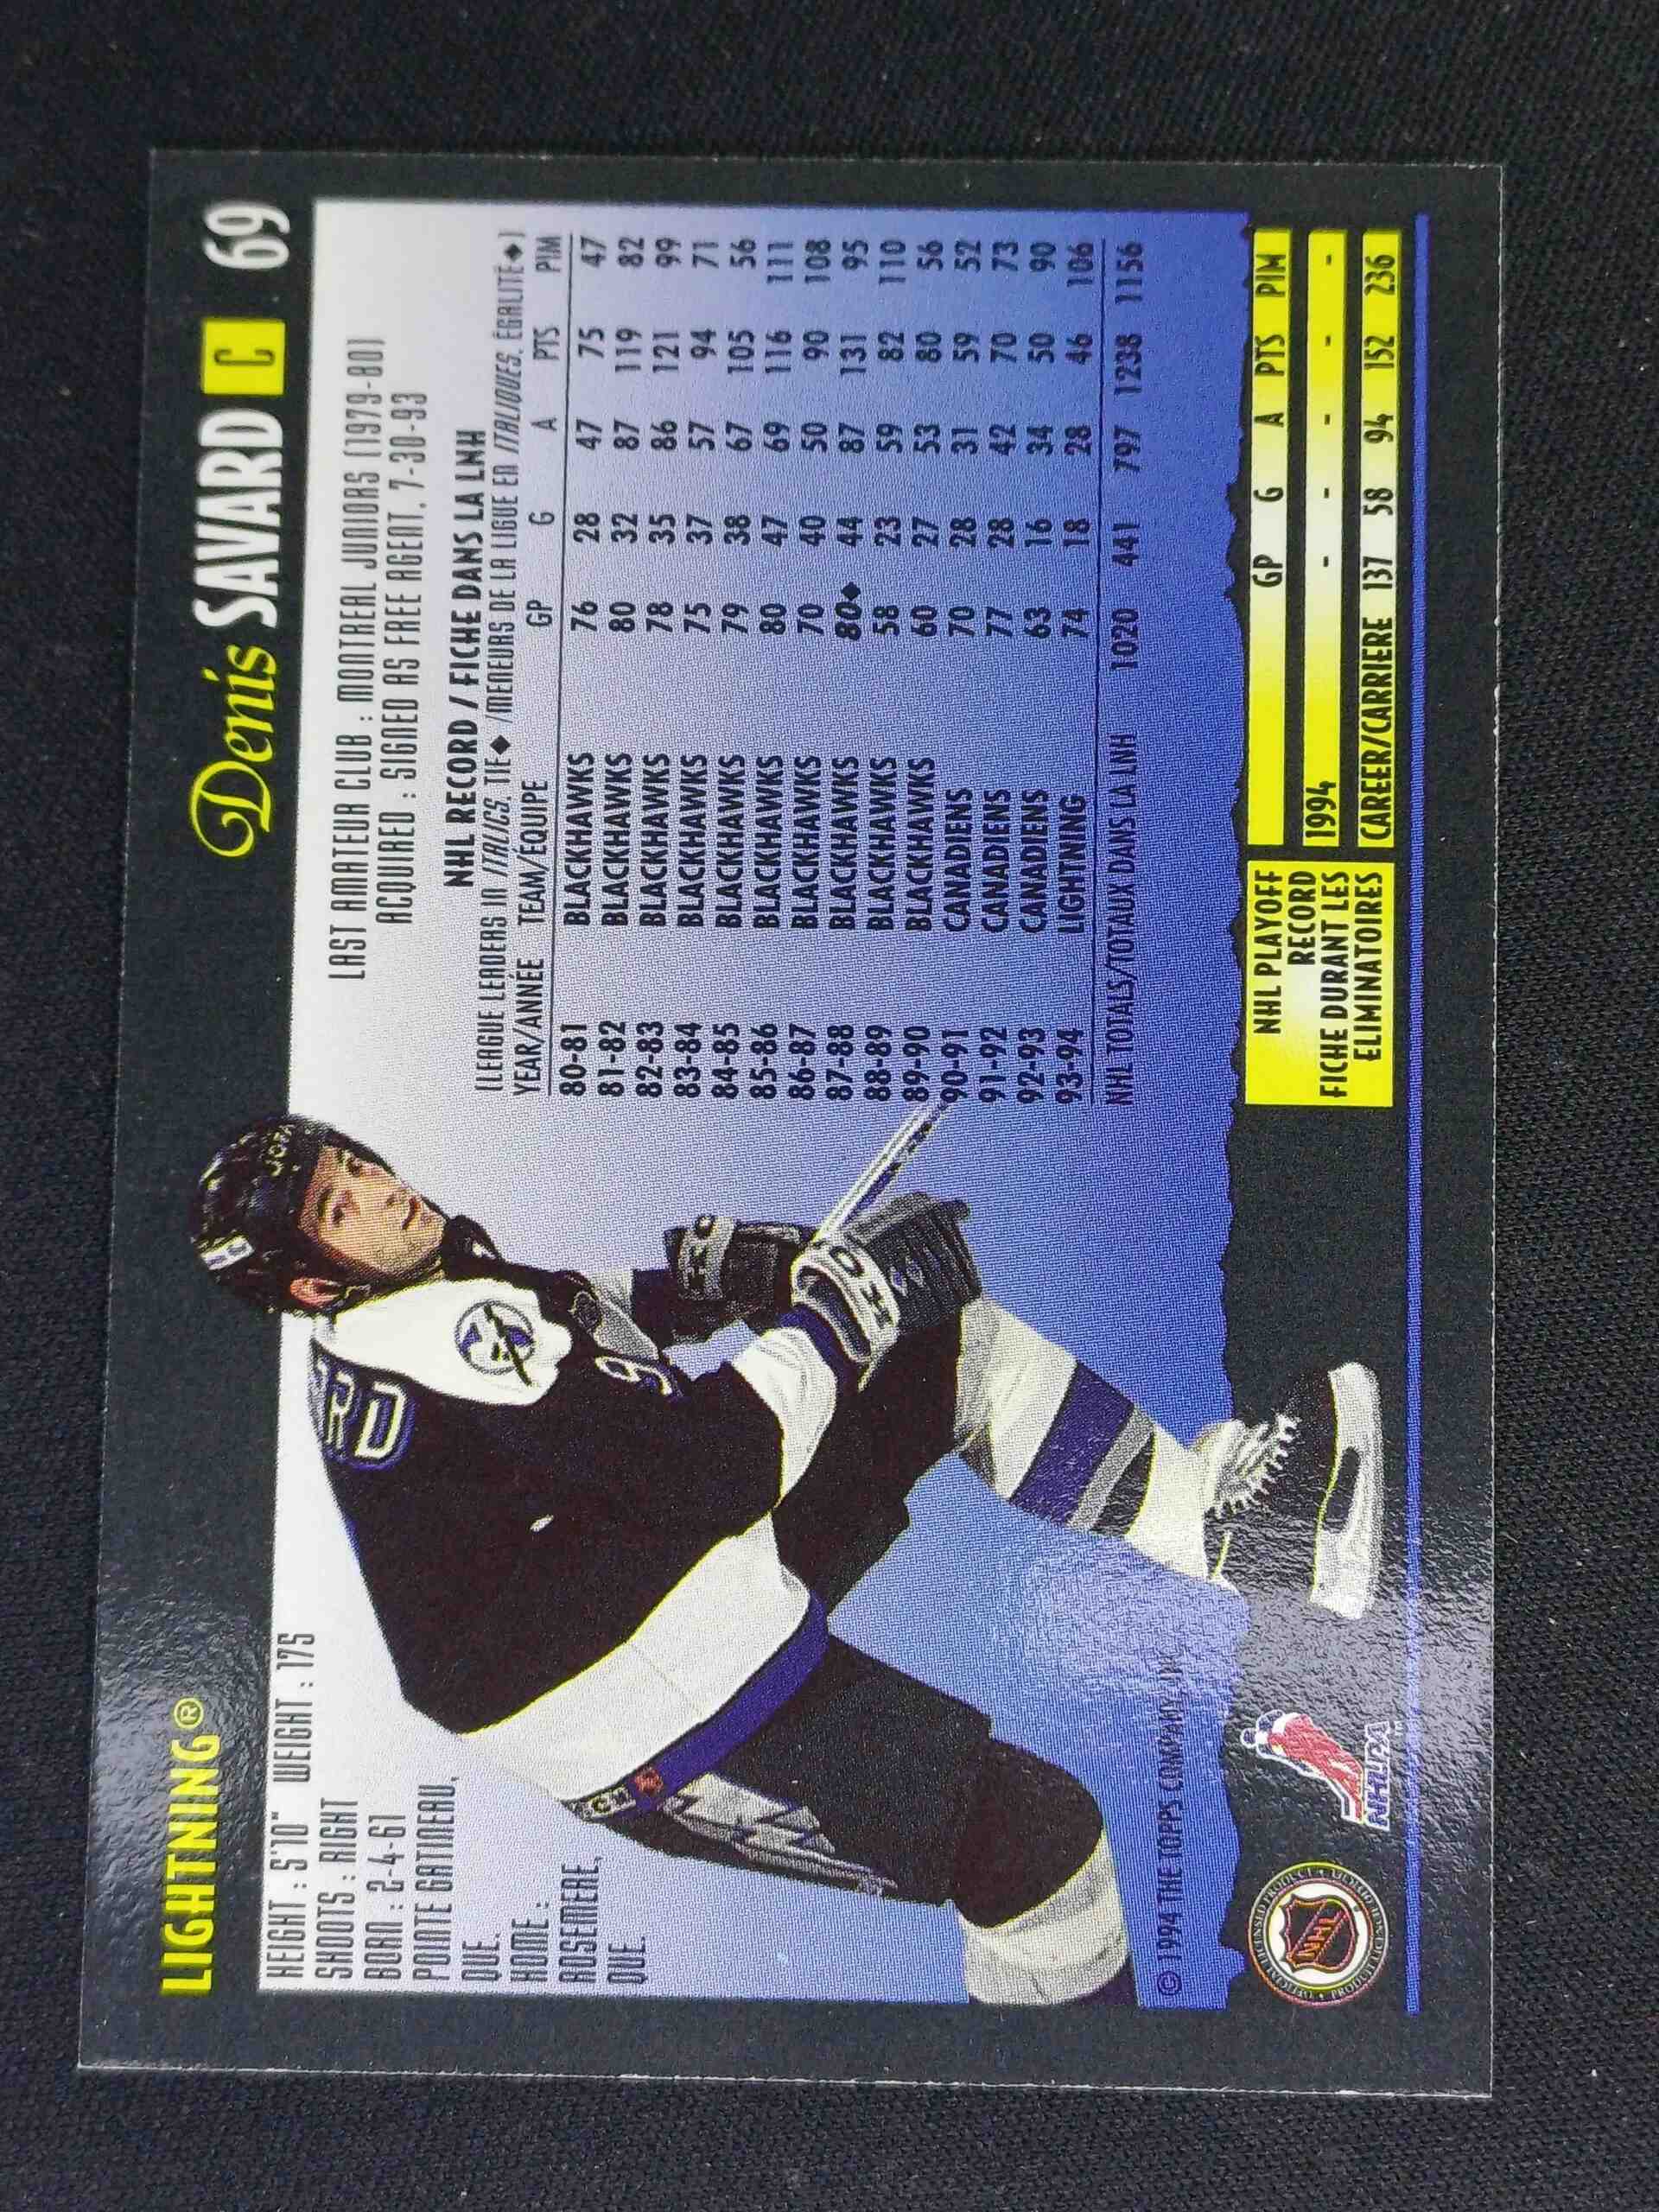 LIGHTNING®
Denis SAVARD C 69
HEIGHT : 5'10" WEIGHT : 175
SHOOTS : RIGHT
BORN : 2-4-61
POINTE GATINEAU,
QUE.
HOME :
ROSEMERE,
QUE.
LAST AMATEUR CLUB : MONTREAL JUNIORS (1979-80)
ACQUIRED : SIGNED AS FREE AGENT, 7-30-93
NHL RECORD / FICHE DANS LA LNH
(LEAGUE LEADERS IN ITALICS, TIE◆ /MENEURS DE LA LIGUE EN ITALIQUES, ÉGALITÉ◆)
YEAR/ANNÉE TEAM/ÉQUIPE GP G A PTS PIM
80-81 BLACKHAWKS 76 28 47 75 47
81-82 BLACKHAWKS 80 32 87 119 82
82-83 BLACKHAWKS 78 35 86 121 99
83-84 BLACKHAWKS 75 37 57 94 71
84-85 BLACKHAWKS 79 38 67 105 56
85-86 BLACKHAWKS 80 47 69 116 111
86-87 BLACKHAWKS 70 40 50 90 108
87-88 BLACKHAWKS 80◆ 44 87 131 95
88-89 BLACKHAWKS 58 23 59 82 110
89-90 BLACKHAWKS 60 27 53 80 56
90-91 CANADIENS 70 28 31 59 52
91-92 CANADIENS 77 28 42 70 73
92-93 CANADIENS 63 16 34 50 90
93-94 LIGHTNING 74 18 28 46 106
NHL TOTALS/TOTAUX DANS LA LNH 1020 441 797 1238 1156
JOFA
RD
9
CCM
© 1994 THE TOPPS COMPANY, INC.
NHL PLAYOFF
RECORD
FICHE DURANT LES
ELIMINATOIRES
GP G A PTS PIM
1994 - - - - -
CAREER/CARRIERE 137 58 94 152 236
NHL
NHLPA